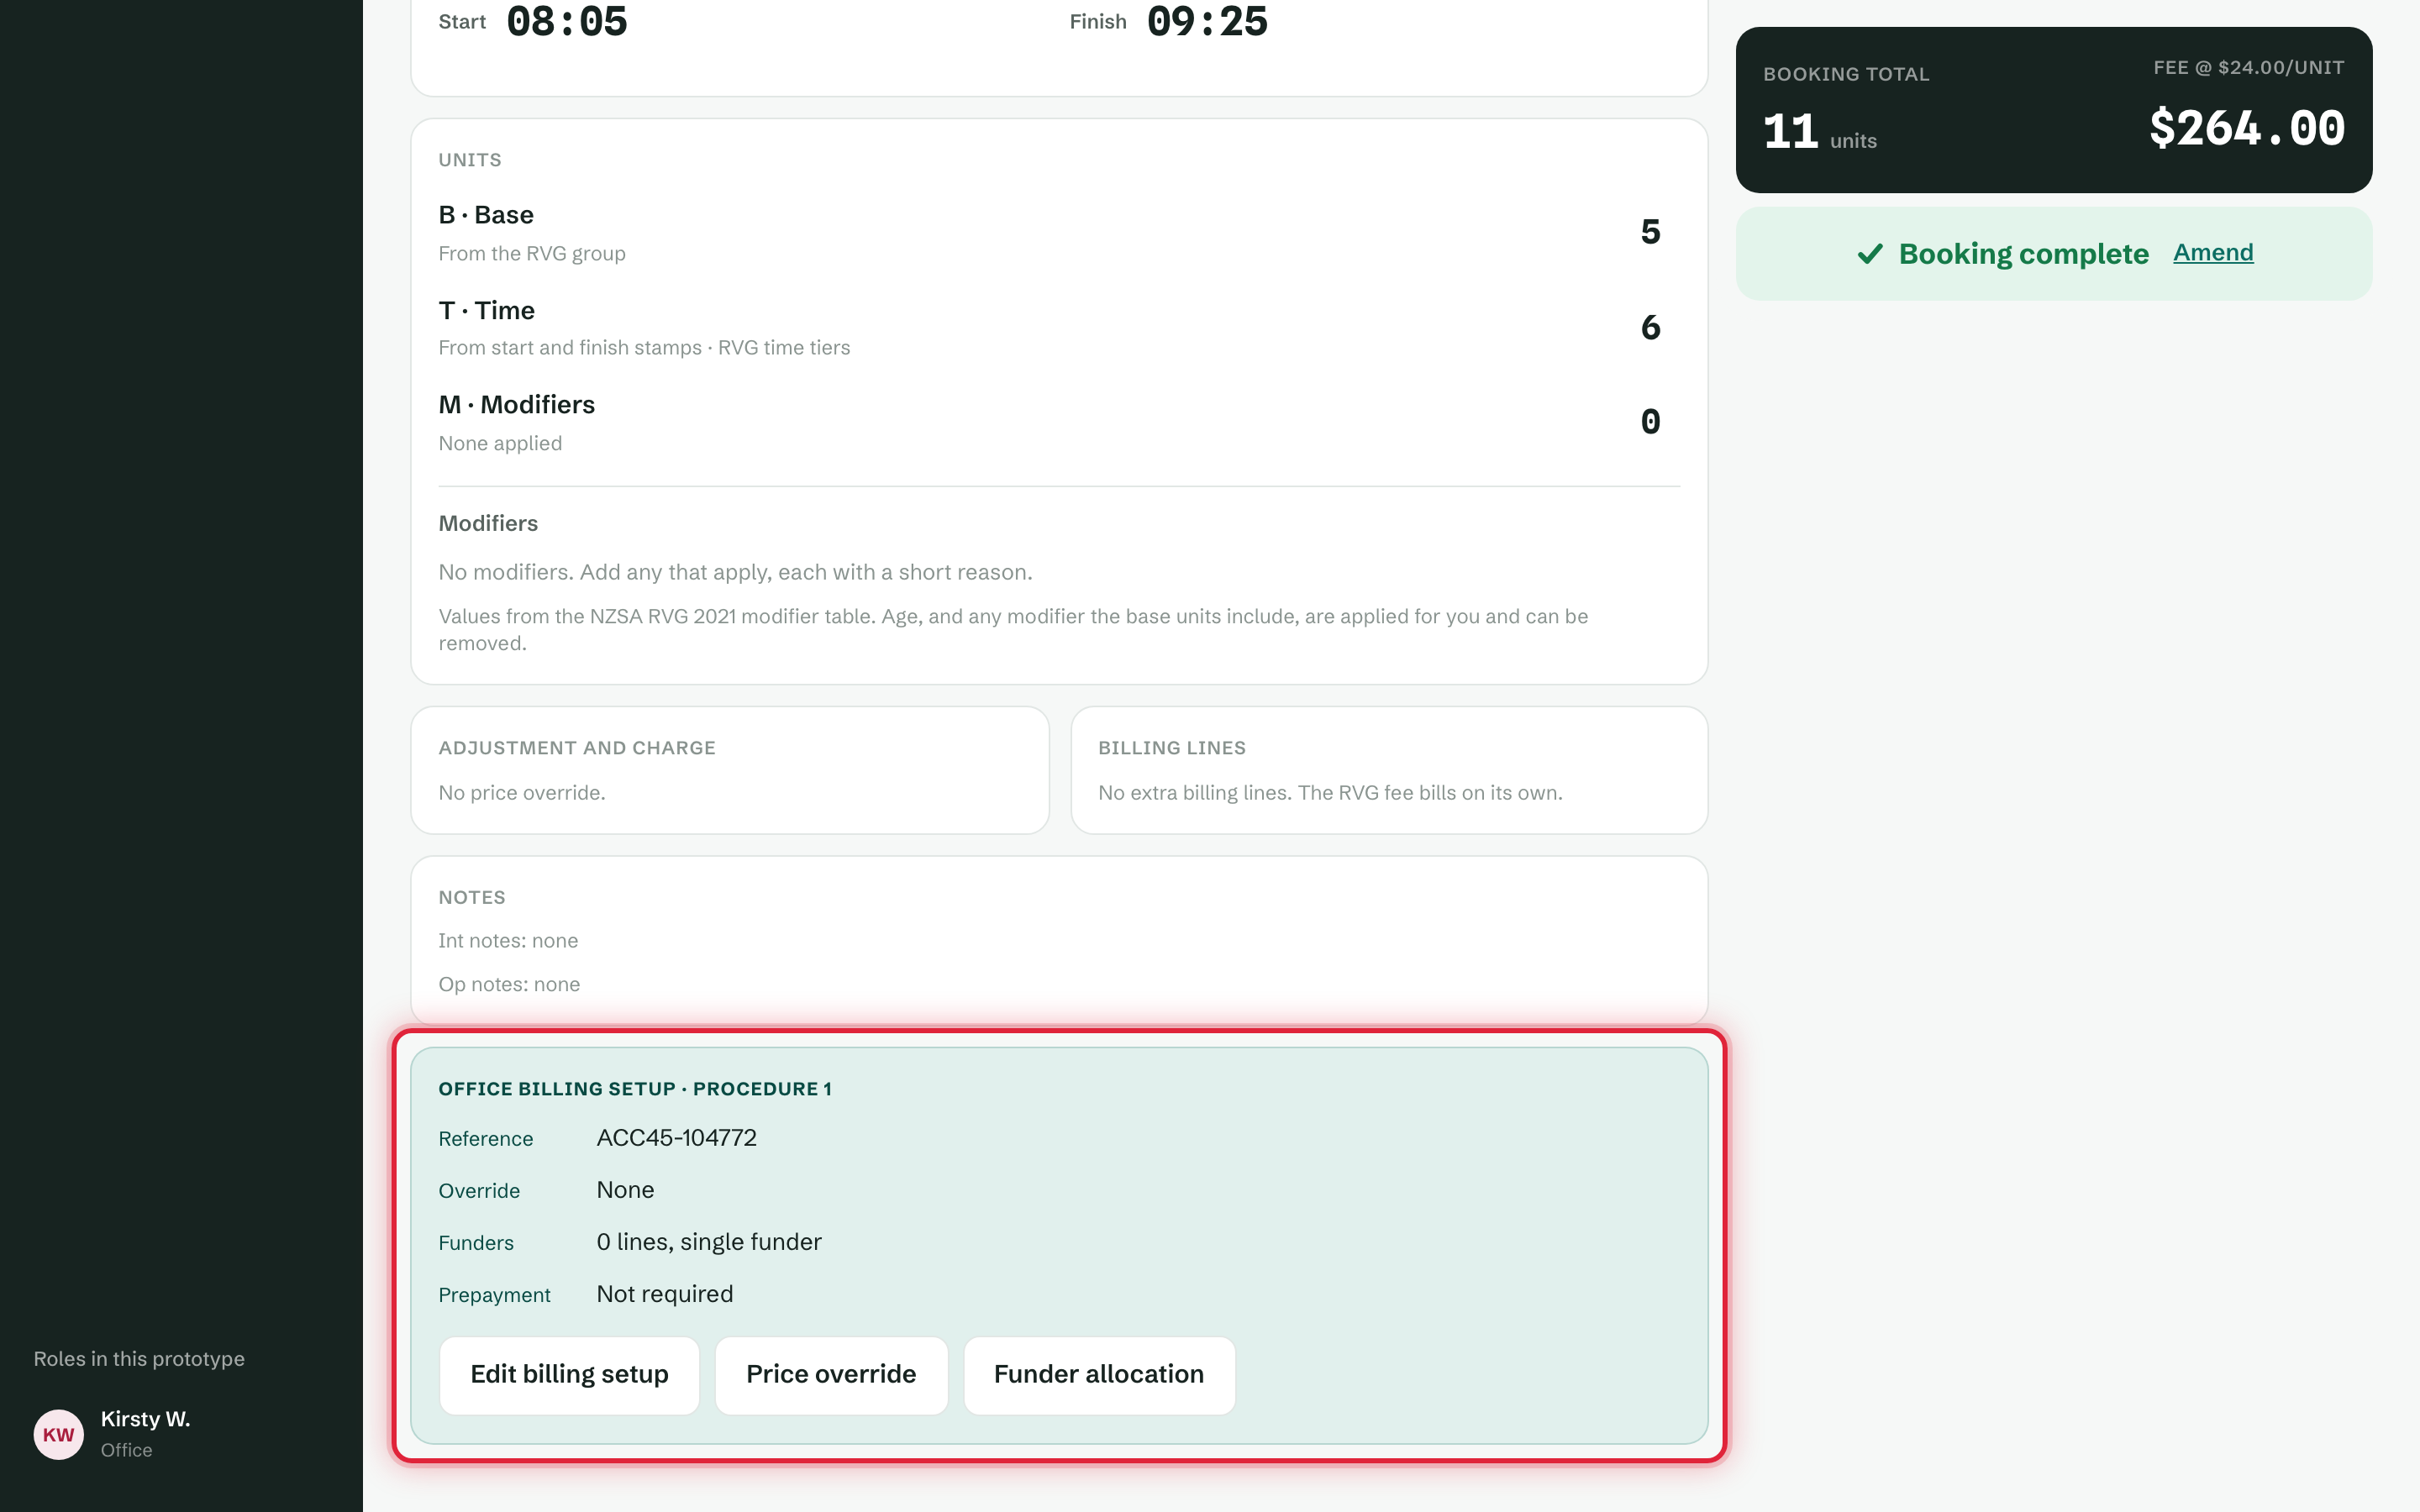 Start 08:05
Finish 09:25
BOOKING TOTAL
11 units
FEE @ $24.00/UNIT
$264.00
Booking complete Amend
UNITS
B · Base
From the RVG group
5
T · Time
From start and finish stamps · RVG time tiers
6
M · Modifiers
None applied
0
Modifiers
No modifiers. Add any that apply, each with a short reason.
Values from the NZSA RVG 2021 modifier table. Age, and any modifier the base units include, are applied for you and can be
removed.
ADJUSTMENT AND CHARGE
No price override.
BILLING LINES
No extra billing lines. The RVG fee bills on its own.
NOTES
Int notes: none
Op notes: none
OFFICE BILLING SETUP · PROCEDURE 1
Reference ACC45-104772
Override None
Funders 0 lines, single funder
Prepayment Not required
Edit billing setup
Price override
Funder allocation
Roles in this prototype
KW
Kirsty W.
Office